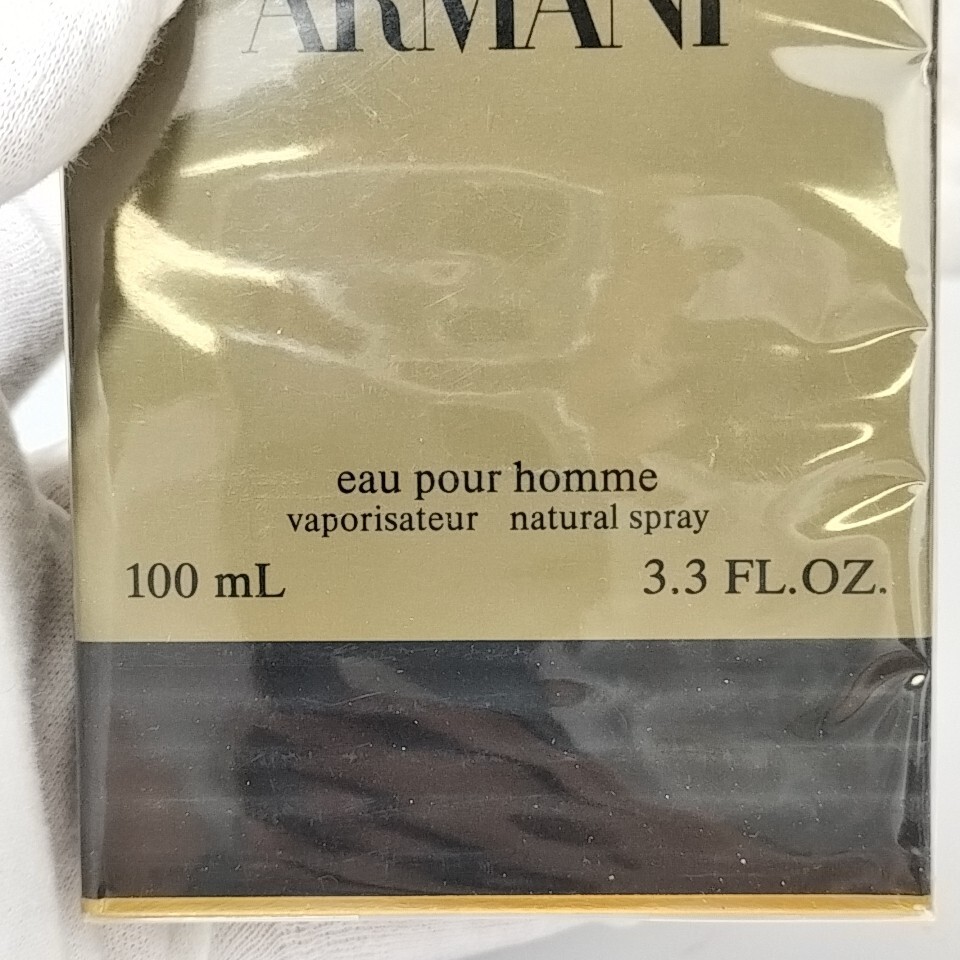 ARMANI
eau pour homme
vaporisateur natural spray
100 mL 3.3 FL.OZ.